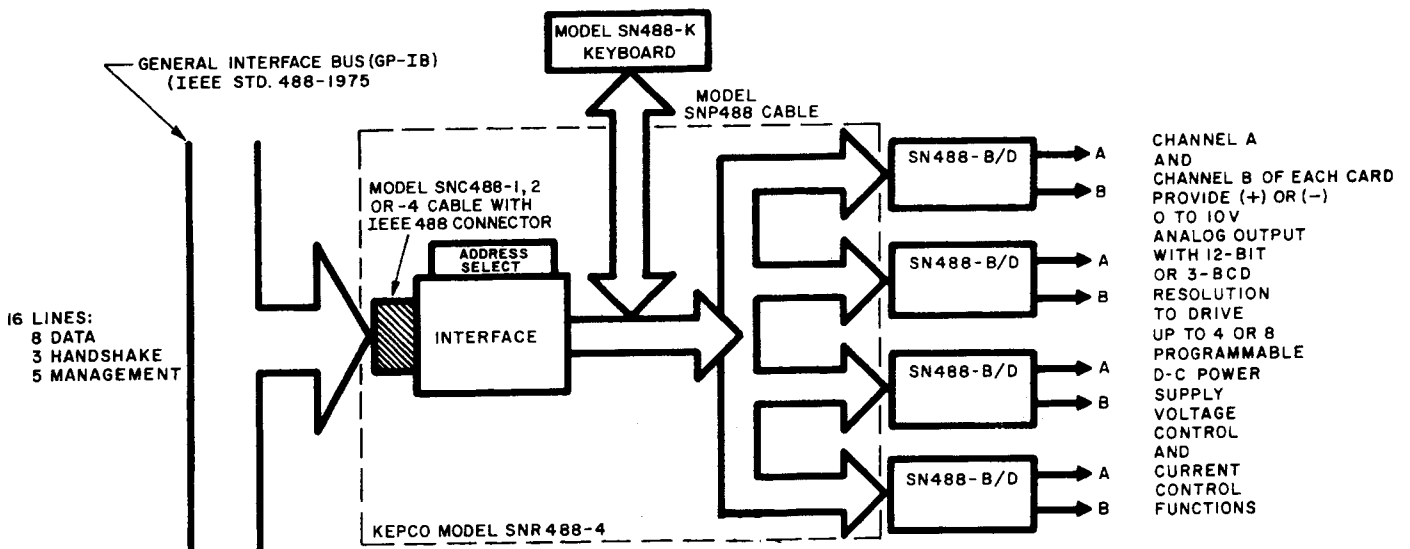 MODEL SN488-K
KEYBOARD
GENERAL INTERFACE BUS (GP-IB)
(IEEE STD. 488-1975
MODEL
SNP488 CABLE
MODEL SNC488-1, 2
OR -4 CABLE WITH
IEEE 488 CONNECTOR
ADDRESS
SELECT
INTERFACE
16 LINES:
8 DATA
3 HANDSHAKE
5 MANAGEMENT
KEPCO MODEL SNR 488-4
SN488-B/D
A
B
SN488-B/D
A
B
SN488-B/D
A
B
SN488-B/D
A
B
CHANNEL A
AND
CHANNEL B OF EACH CARD
PROVIDE (+) OR (-)
0 TO 10V
ANALOG OUTPUT
WITH 12-BIT
OR 3-BCD
RESOLUTION
TO DRIVE
UP TO 4 OR 8
PROGRAMMABLE
D-C POWER
SUPPLY
VOLTAGE
CONTROL
AND
CURRENT
CONTROL
FUNCTIONS